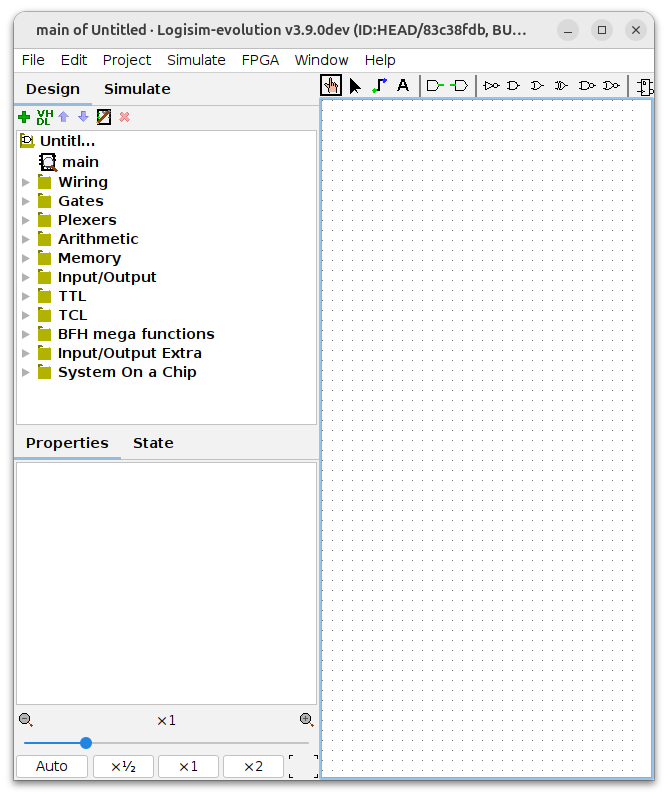 main of Untitled · Logisim-evolution v3.9.0dev (ID:HEAD/83c38fdb, BU...
File Edit Project Simulate FPGA Window Help
Design Simulate
A
VH
DL
Untitl...
main
Wiring
Gates
Plexers
Arithmetic
Memory
Input/Output
TTL
TCL
BFH mega functions
Input/Output Extra
System On a Chip
Properties State
×1
Auto ×½ ×1 ×2